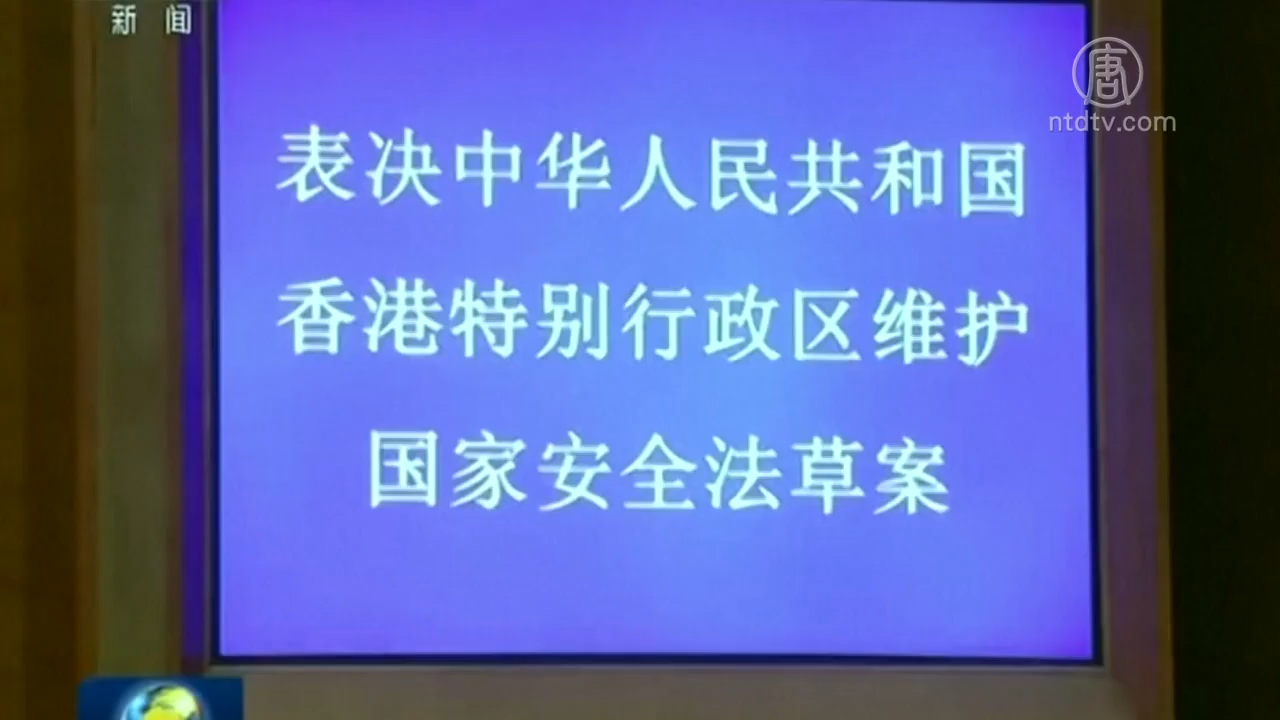 新闻
唐
ntdtv.com
表决中华人民共和国
香港特别行政区维护
国家安全法草案